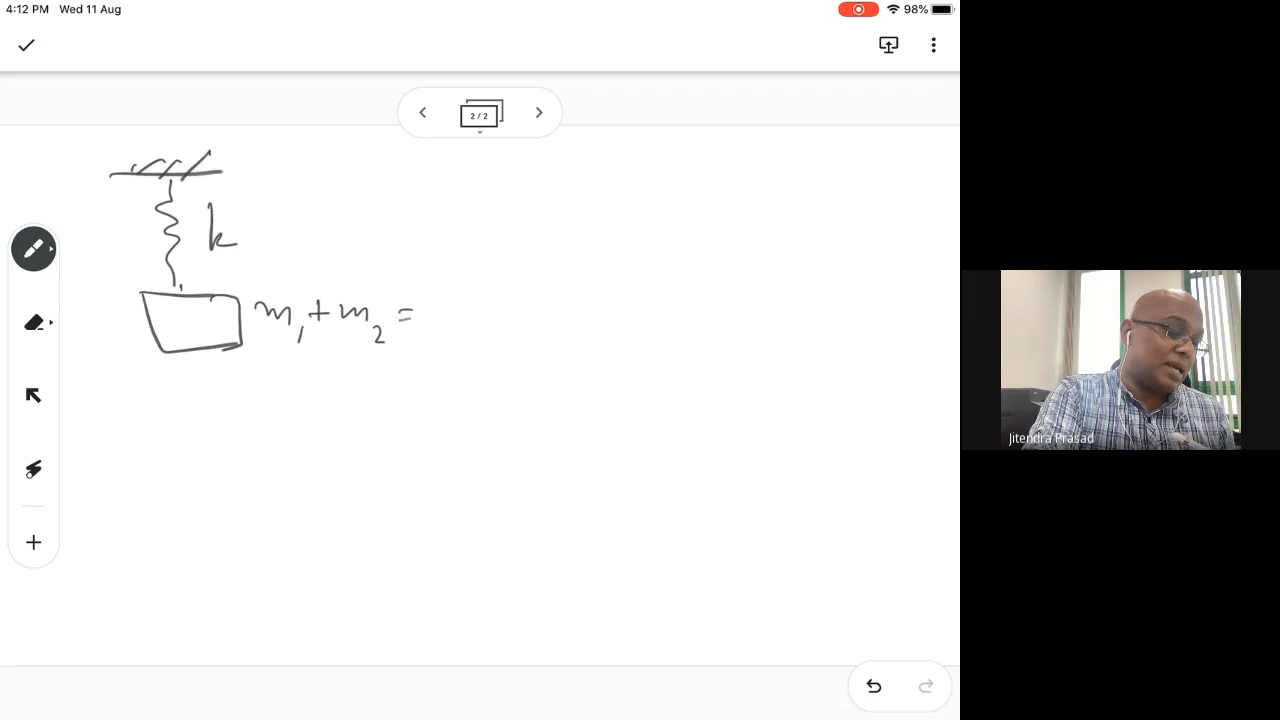 4:12 PM Wed 11 Aug
98%
2 / 2
k
m₁ + m₂ =
Jitendra Prasad